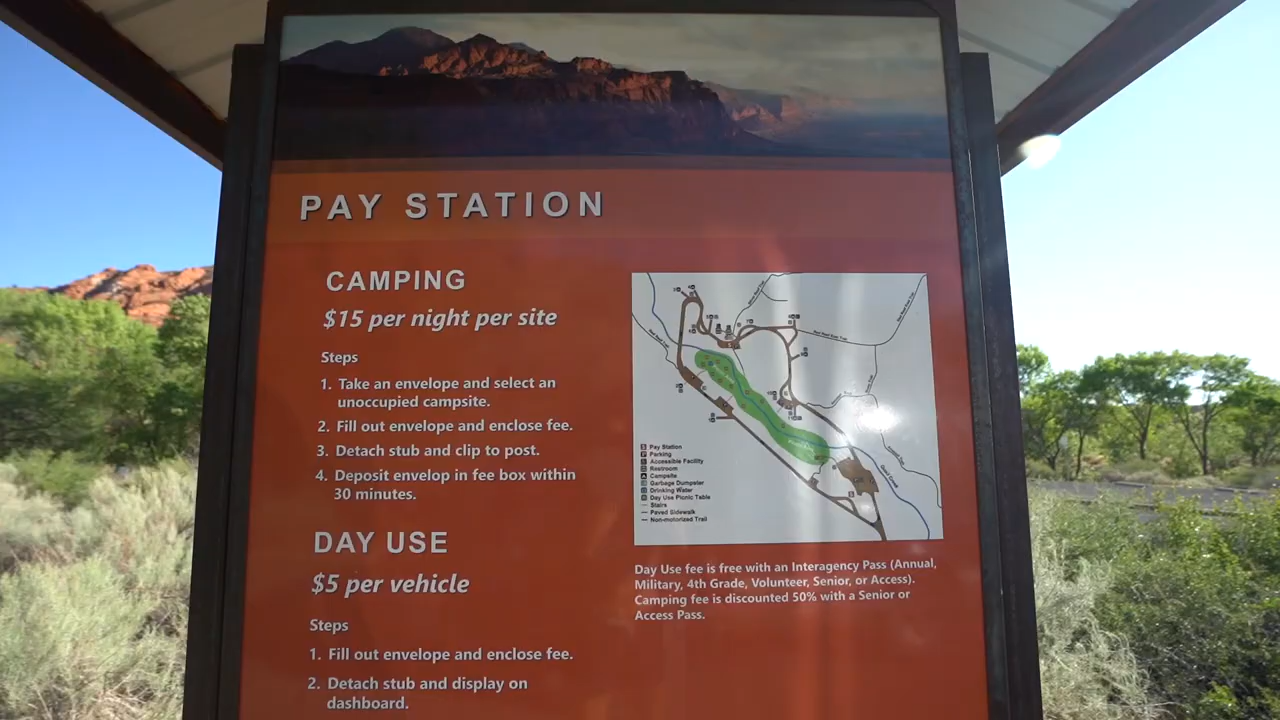 PAY STATION
CAMPING
$15 per night per site
Steps
1. Take an envelope and select an
unoccupied campsite.
2. Fill out envelope and enclose fee.
3. Detach stub and clip to post.
4. Deposit envelop in fee box within
30 minutes.
DAY USE
$5 per vehicle
Steps
1. Fill out envelope and enclose fee.
2. Detach stub and display on
dashboard.
Pay Station
Parking
Accessible Facility
Restroom
Campsite
Garbage Dumpster
Drinking Water
Day Use Picnic Table
Stairs
Paved Sidewalk
Non-motorized Trail
Day Use fee is free with an Interagency Pass (Annual,
Military, 4th Grade, Volunteer, Senior, or Access).
Camping fee is discounted 50% with a Senior or
Access Pass.